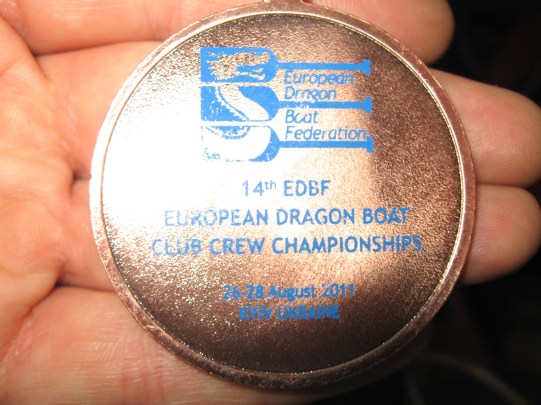 European
Dragon
Boat
Federation
14th EDBF
EUROPEAN DRAGON BOAT
CLUB CREW CHAMPIONSHIPS
26-28 August 2011
KYIV UKRAINE